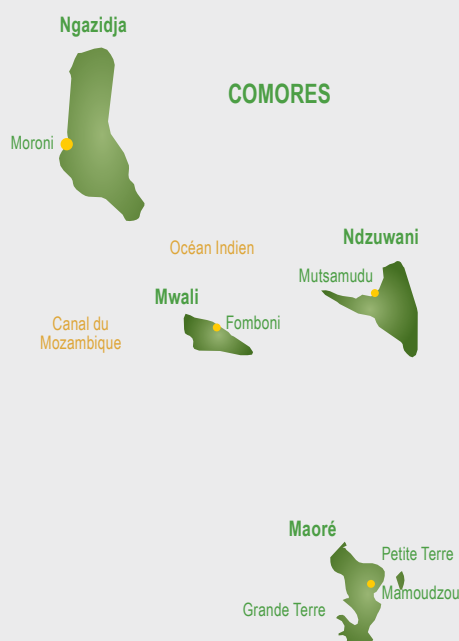 Ngazidja
COMORES
Moroni
Océan Indien
Ndzuwani
Mutsamudu
Mwali
Fomboni
Canal du
Mozambique
Maoré
Petite Terre
Mamoudzou
Grande Terre